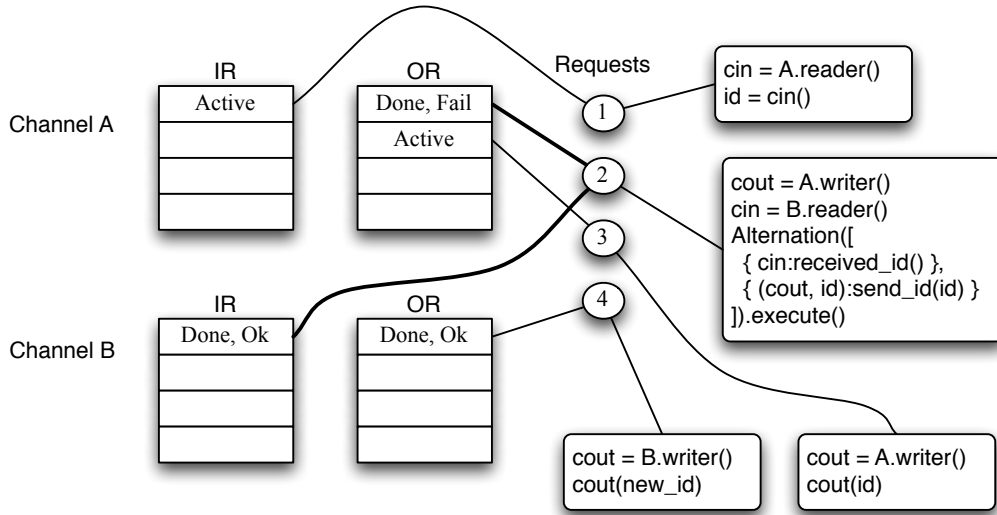 IR
OR
Requests
Channel A
Active
Done, Fail
Active
1
2
3
4
cin = A.reader()
id = cin()
cout = A.writer()
cin = B.reader()
Alternation([
{ cin:received_id() },
{ (cout, id):send_id(id) }
]).execute()
IR
OR
Channel B
Done, Ok
Done, Ok
cout = B.writer()
cout(new_id)
cout = A.writer()
cout(id)